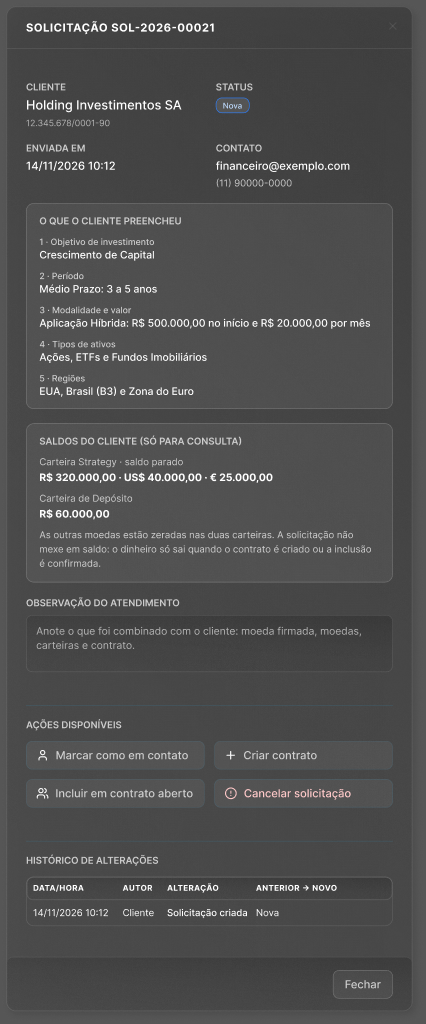 SOLICITAÇÃO SOL-2026-00021
CLIENTE
Holding Investimentos SA
12.345.678/0001-90
STATUS
Nova
ENVIADA EM
14/11/2026 10:12
CONTATO
financeiro@exemplo.com
(11) 90000-0000
O QUE O CLIENTE PREENCHEU
1 · Objetivo de investimento
Crescimento de Capital
2 · Período
Médio Prazo: 3 a 5 anos
3 · Modalidade e valor
Aplicação Híbrida: R$ 500.000,00 no início e R$ 20.000,00 por mês
4 · Tipos de ativos
Ações, ETFs e Fundos Imobiliários
5 · Regiões
EUA, Brasil (B3) e Zona do Euro
SALDOS DO CLIENTE (SÓ PARA CONSULTA)
Carteira Strategy · saldo parado
R$ 320.000,00 · US$ 40.000,00 · € 25.000,00
Carteira de Depósito
R$ 60.000,00
As outras moedas estão zeradas nas duas carteiras. A solicitação não
mexe em saldo: o dinheiro só sai quando o contrato é criado ou a inclusão
é confirmada.
OBSERVAÇÃO DO ATENDIMENTO
Anote o que foi combinado com o cliente: moeda firmada, moedas,
carteiras e contrato.
AÇÕES DISPONÍVEIS
Marcar como em contato
Criar contrato
Incluir em contrato aberto
Cancelar solicitação
HISTÓRICO DE ALTERAÇÕES
DATA/HORA AUTOR ALTERAÇÃO ANTERIOR → NOVO
14/11/2026 10:12 Cliente Solicitação criada Nova
Fechar